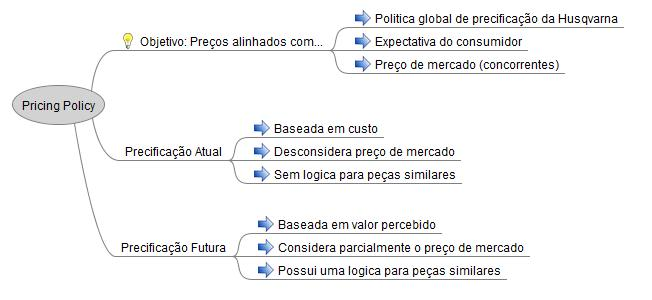 Pricing Policy
Objetivo: Preços alinhados com...
Politica global de precificação da Husqvarna
Expectativa do consumidor
Preço de mercado (concorrentes)
Precificação Atual
Baseada em custo
Desconsidera preço de mercado
Sem logica para peças similares
Precificação Futura
Baseada em valor percebido
Considera parcialmente o preço de mercado
Possui uma logica para peças similares